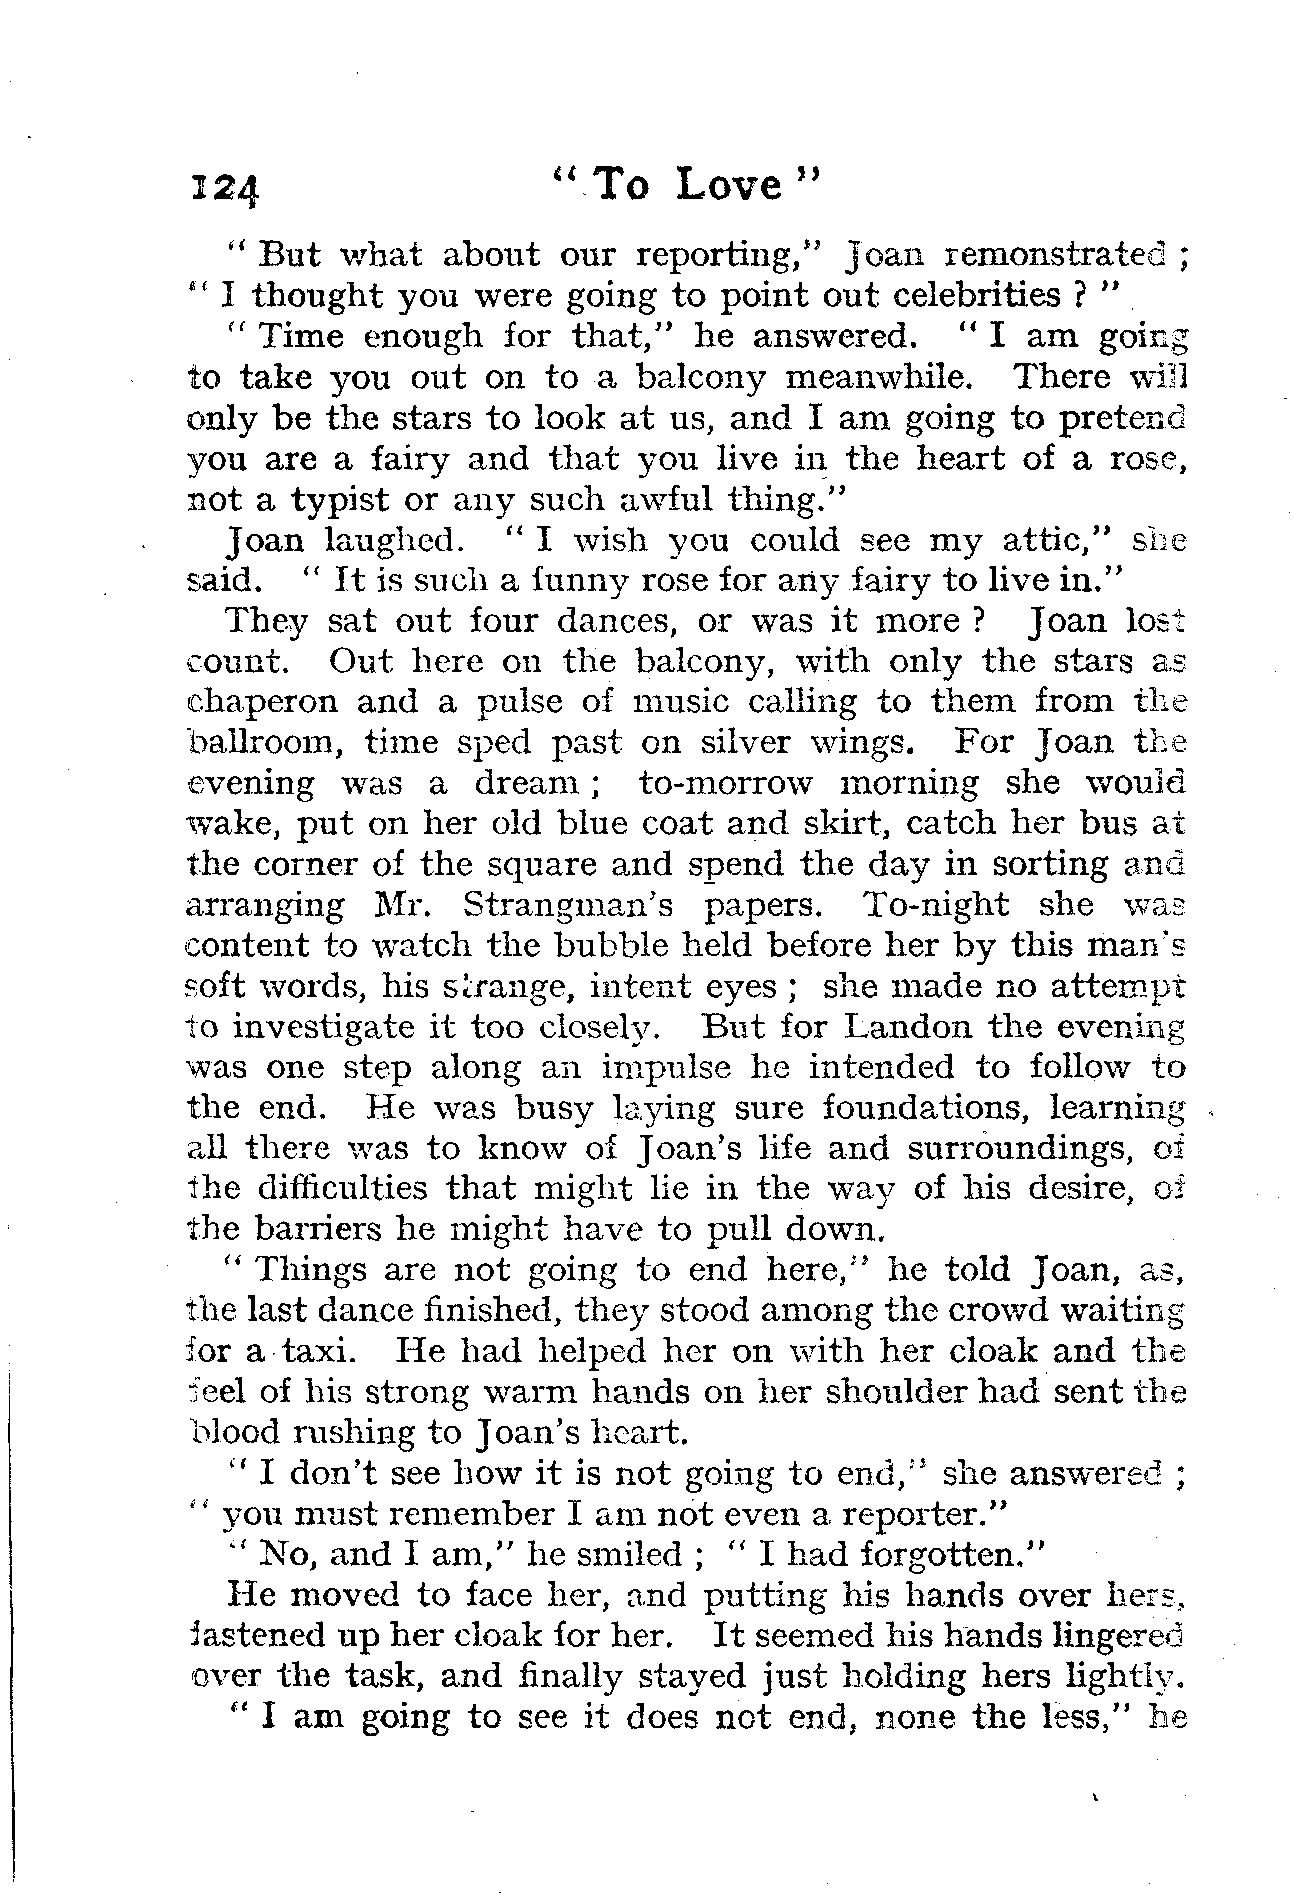 124 " To Love "
" But what about our reporting," Joan remonstrated ;
" I thought you were going to point out celebrities ? "
" Time enough for that," he answered. " I am going
to take you out on to a balcony meanwhile. There will
only be the stars to look at us, and I am going to pretend
you are a fairy and that you live in the heart of a rose,
not a typist or any such awful thing."
Joan laughed. " I wish you could see my attic," she
said. " It is such a funny rose for any fairy to live in."
They sat out four dances, or was it more ? Joan lost
count. Out here on the balcony, with only the stars as
chaperon and a pulse of music calling to them from the
ballroom, time sped past on silver wings. For Joan the
evening was a dream ; to-morrow morning she would
wake, put on her old blue coat and skirt, catch her bus at
the corner of the square and spend the day in sorting and
arranging Mr. Strangman's papers. To-night she was
content to watch the bubble held before her by this man's
soft words, his strange, intent eyes ; she made no attempt
to investigate it too closely. But for Landon the evening
was one step along an impulse he intended to follow to
the end. He was busy laying sure foundations, learning
all there was to know of Joan's life and surroundings, of
the difficulties that might lie in the way of his desire, of
the barriers he might have to pull down.
" Things are not going to end here," he told Joan, as,
the last dance finished, they stood among the crowd waiting
for a taxi. He had helped her on with her cloak and the
feel of his strong warm hands on her shoulder had sent the
blood rushing to Joan's heart.
" I don't see how it is not going to end," she answered ;
" you must remember I am not even a reporter."
" No, and I am," he smiled ; " I had forgotten."
He moved to face her, and putting his hands over hers,
fastened up her cloak for her. It seemed his hands lingered
over the task, and finally stayed just holding hers lightly.
" I am going to see it does not end, none the less," he